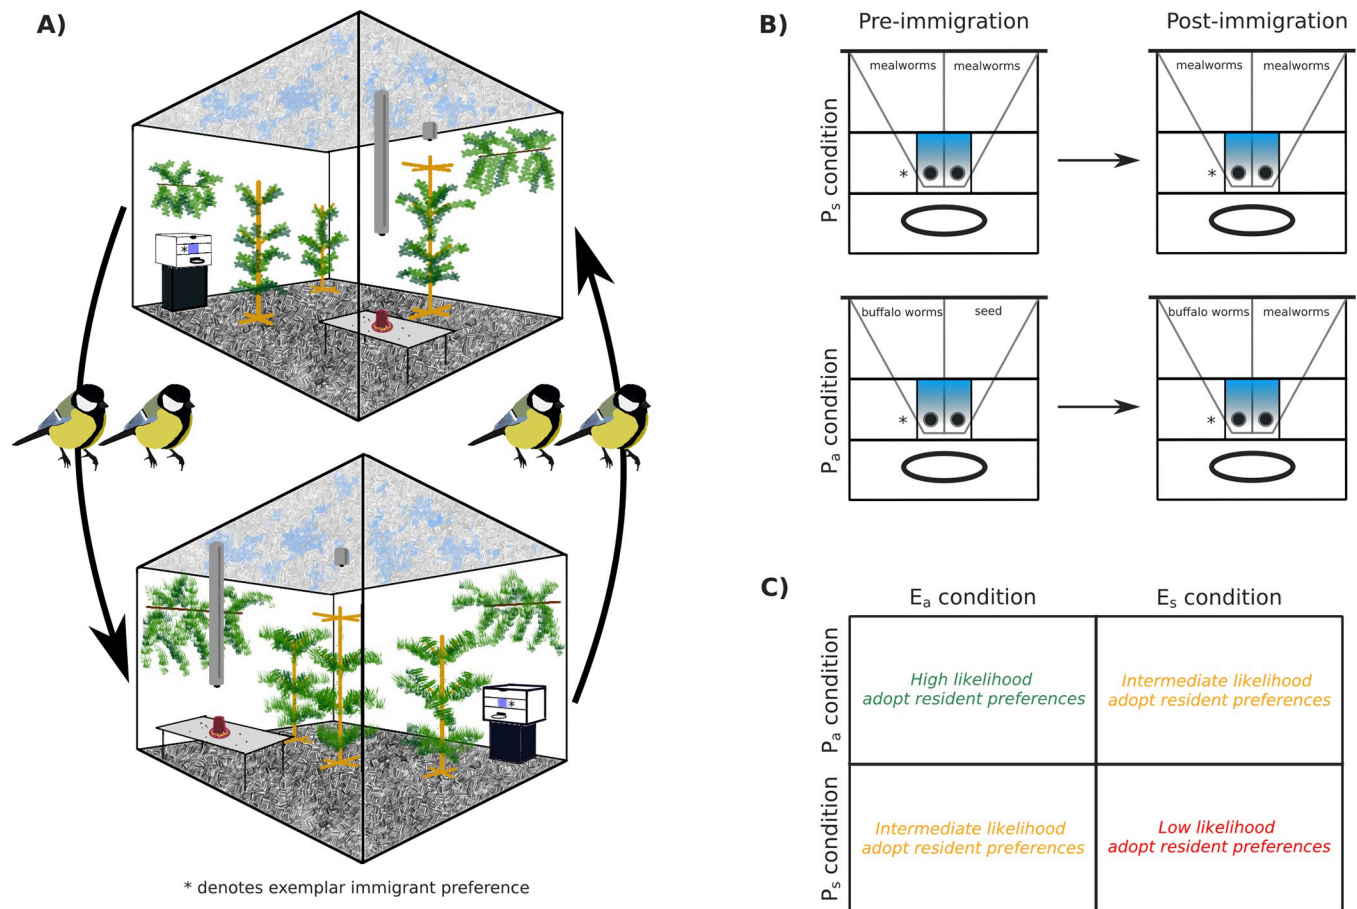 A)
*
*
* denotes exemplar immigrant preference
B)
Pre-immigration
Post-immigration
Ps condition
mealworms mealworms
*
mealworms mealworms
*
Pa condition
buffalo worms seed
*
buffalo worms mealworms
*
C)
Ea condition
Es condition
Pa condition
High likelihood
adopt resident preferences
Intermediate likelihood
adopt resident preferences
Ps condition
Intermediate likelihood
adopt resident preferences
Low likelihood
adopt resident preferences